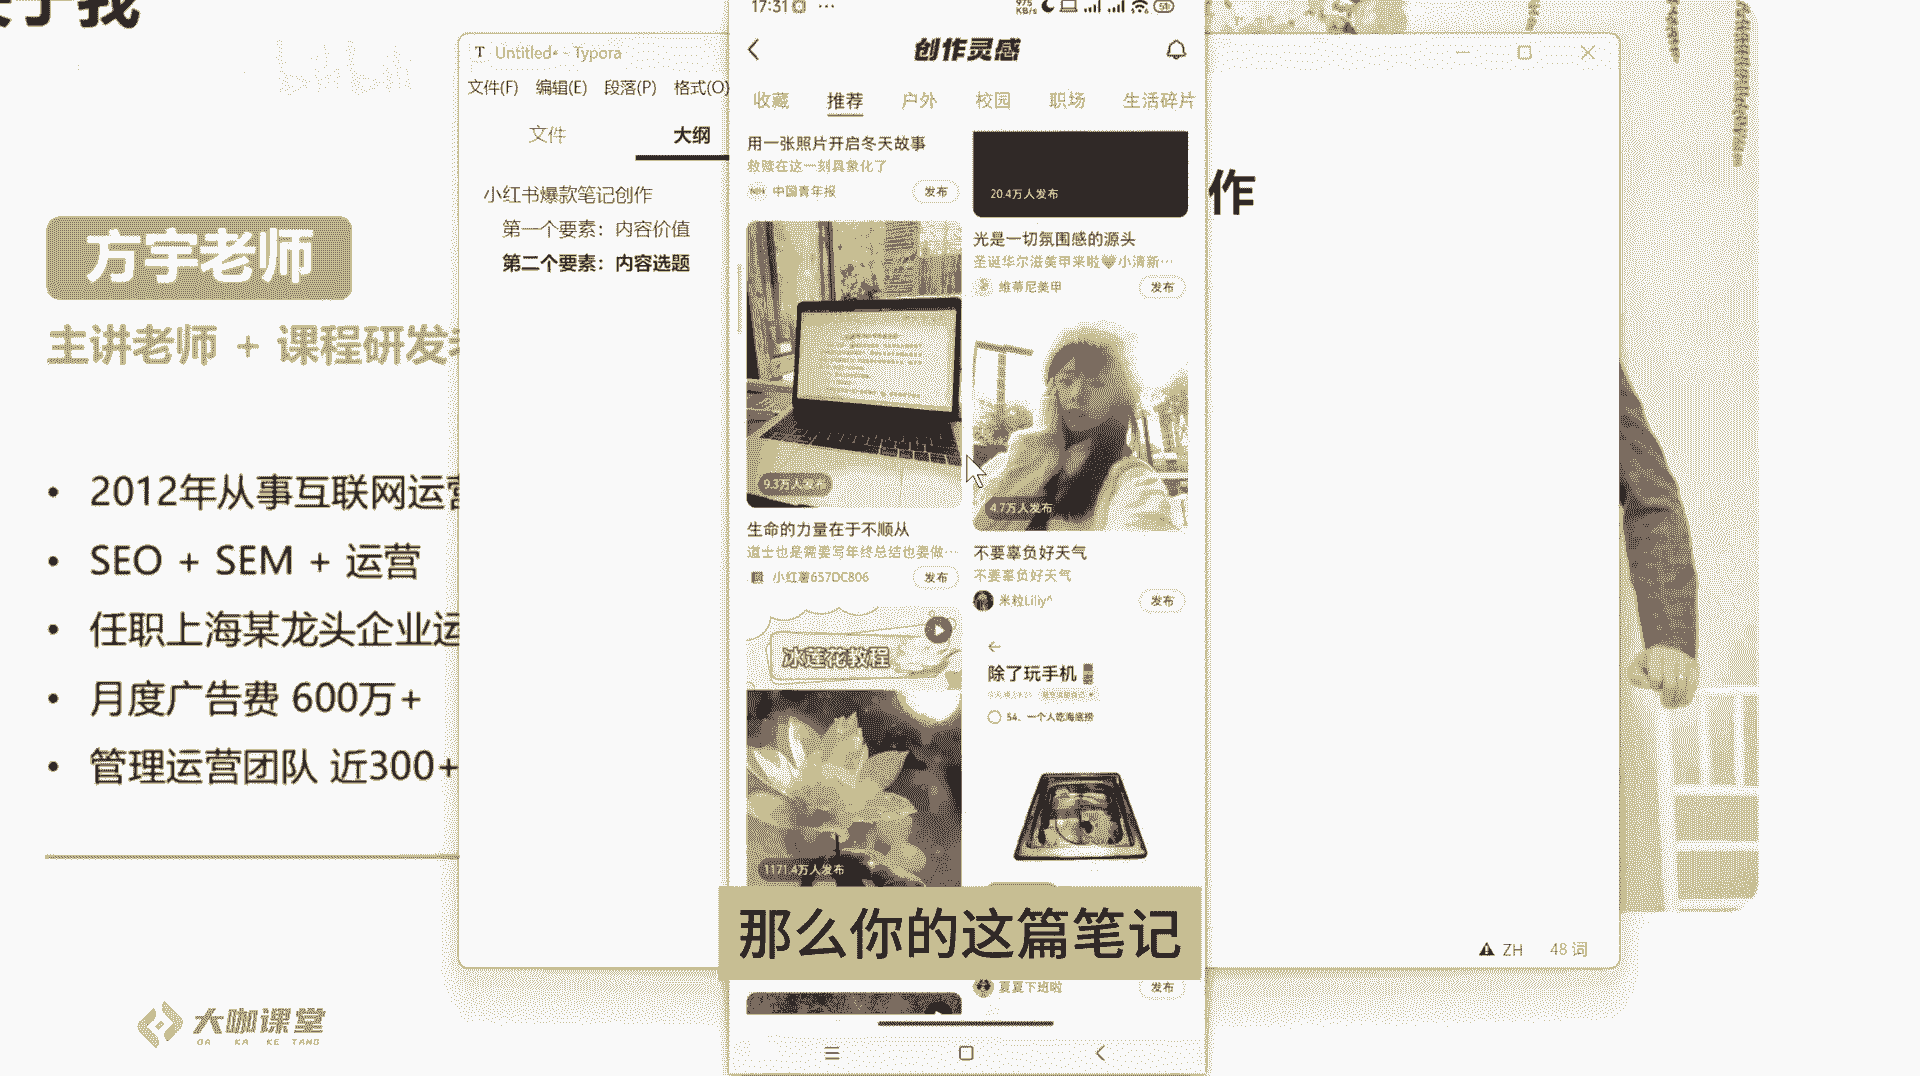 关于我
bilibili
方宇老师
主讲老师 + 课程研发者
• 2012年从事互联网运营
• SEO + SEM + 运营
• 任职上海某龙头企业运
• 月度广告费 600万+
• 管理运营团队 近300+
大咖课堂
DA KA KE TANG
T Untitled• - Typora
文件(F) 编辑(E) 段落(P) 格式(O)
文件 大纲
小红书爆款笔记创作
第一个要素：内容价值
第二个要素：内容选题
作
ZH 48 词
17:31 ···
975 KB/s
创作灵感
收藏 推荐 户外 校园 职场 生活碎片
用一张照片开启冬天故事
救赎在这一刻具象化了
中国青年报 发布
9.3万人发布
生命的力量在于不顺从
道士也是需要写年终总结也要做···
小红薯657DC806 发布
冰莲花教程
1171.4万人发布
20.4万人发布
光是一切氛围感的源头
圣诞华尔滋美甲来啦🖤小清新···
维蒂尼美甲 发布
4.7万人发布
不要辜负好天气
不要辜负好天气
米粒Liliy^ 发布
除了玩手机
54、一个人吃海底捞
夏夏下班啦 发布
那么你的这篇笔记